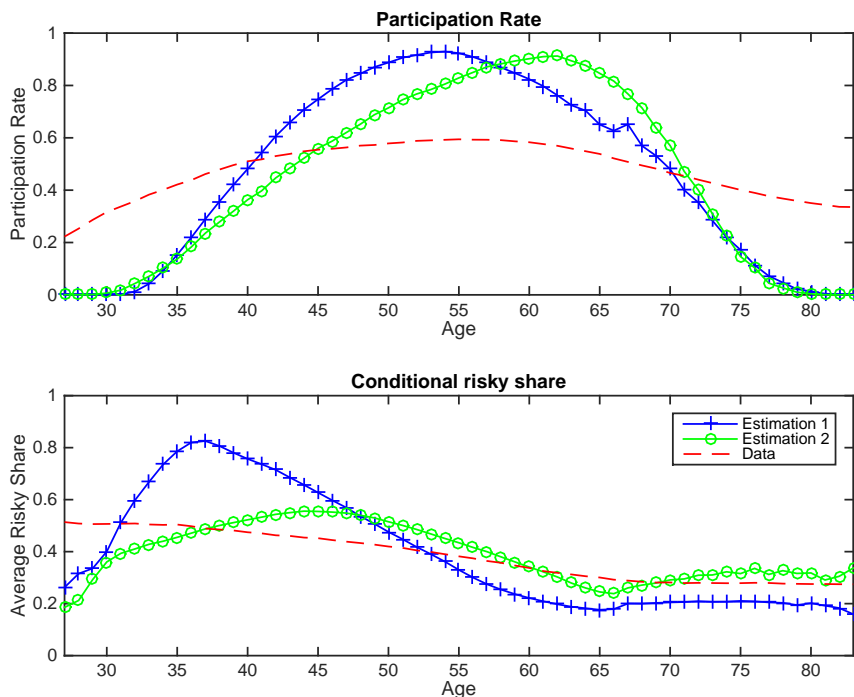 Participation Rate
Participation Rate
1
0.8
0.6
0.4
0.2
0
30 35 40 45 50 55 60 65 70 75 80
Age
Conditional risky share
Average Risky Share
1
0.8
0.6
0.4
0.2
0
Estimation 1
Estimation 2
Data
30 35 40 45 50 55 60 65 70 75 80
Age